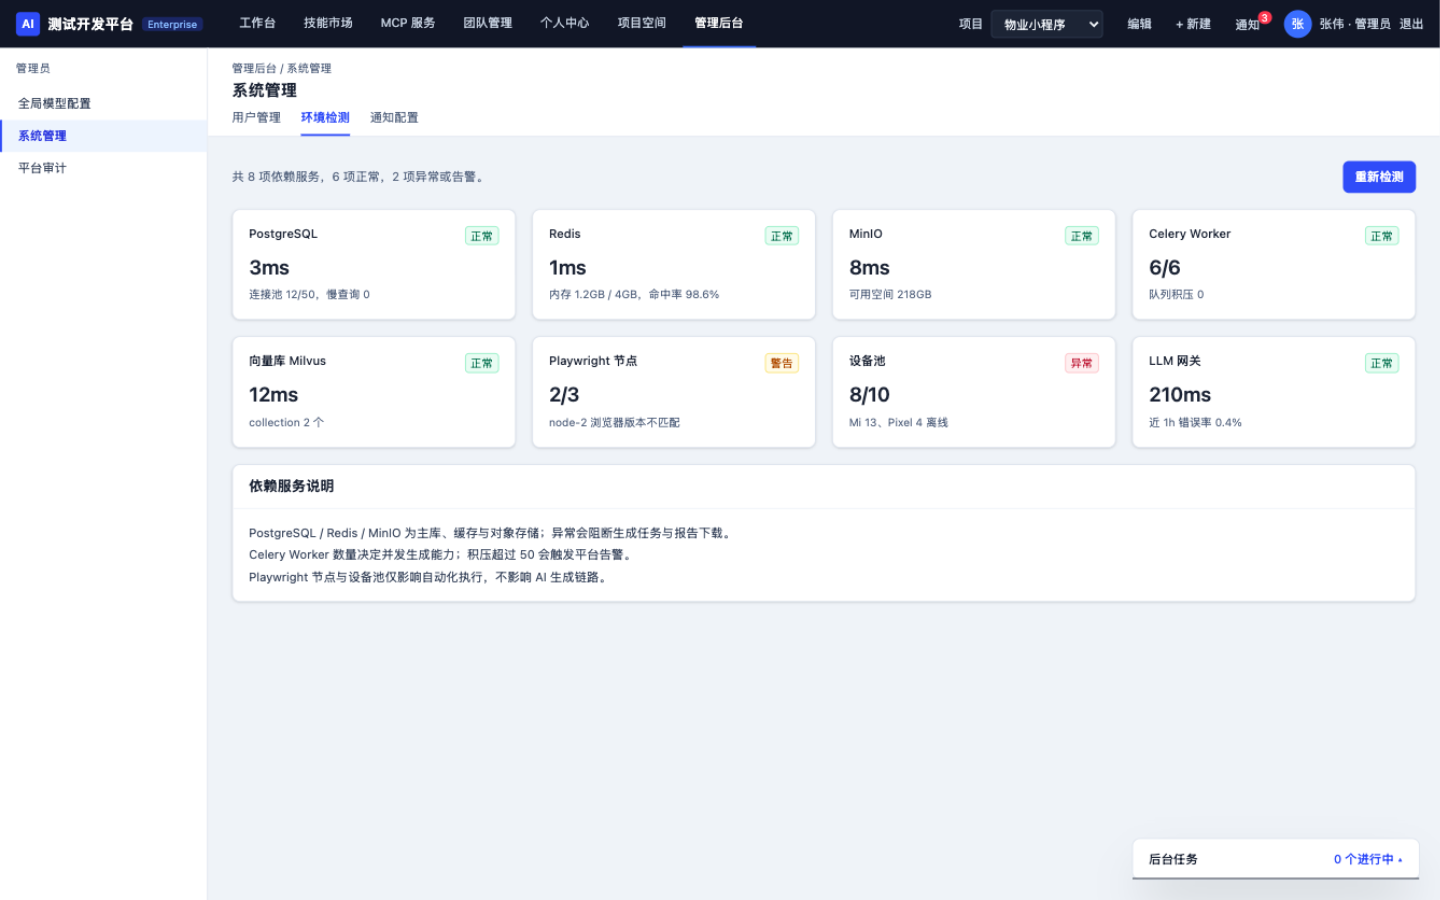 AI 测试开发平台 Enterprise 工作台 技能市场 MCP 服务 团队管理 个人中心 项目空间 管理后台 项目 物业小程序 编辑 + 新建 通知 3 张 张伟 · 管理员 退出
管理员
全局模型配置
系统管理
平台审计
管理后台 / 系统管理
系统管理
用户管理 环境检测 通知配置
共 8 项依赖服务，6 项正常，2 项异常或告警。 重新检测
PostgreSQL 正常
3ms
连接池 12/50，慢查询 0
Redis 正常
1ms
内存 1.2GB / 4GB，命中率 98.6%
MinIO 正常
8ms
可用空间 218GB
Celery Worker 正常
6/6
队列积压 0
向量库 Milvus 正常
12ms
collection 2 个
Playwright 节点 警告
2/3
node-2 浏览器版本不匹配
设备池 异常
8/10
Mi 13、Pixel 4 离线
LLM 网关 正常
210ms
近 1h 错误率 0.4%
依赖服务说明
PostgreSQL / Redis / MinIO 为主库、缓存与对象存储；异常会阻断生成任务与报告下载。
Celery Worker 数量决定并发生成能力；积压超过 50 会触发平台告警。
Playwright 节点与设备池仅影响自动化执行，不影响 AI 生成链路。
后台任务 0 个进行中